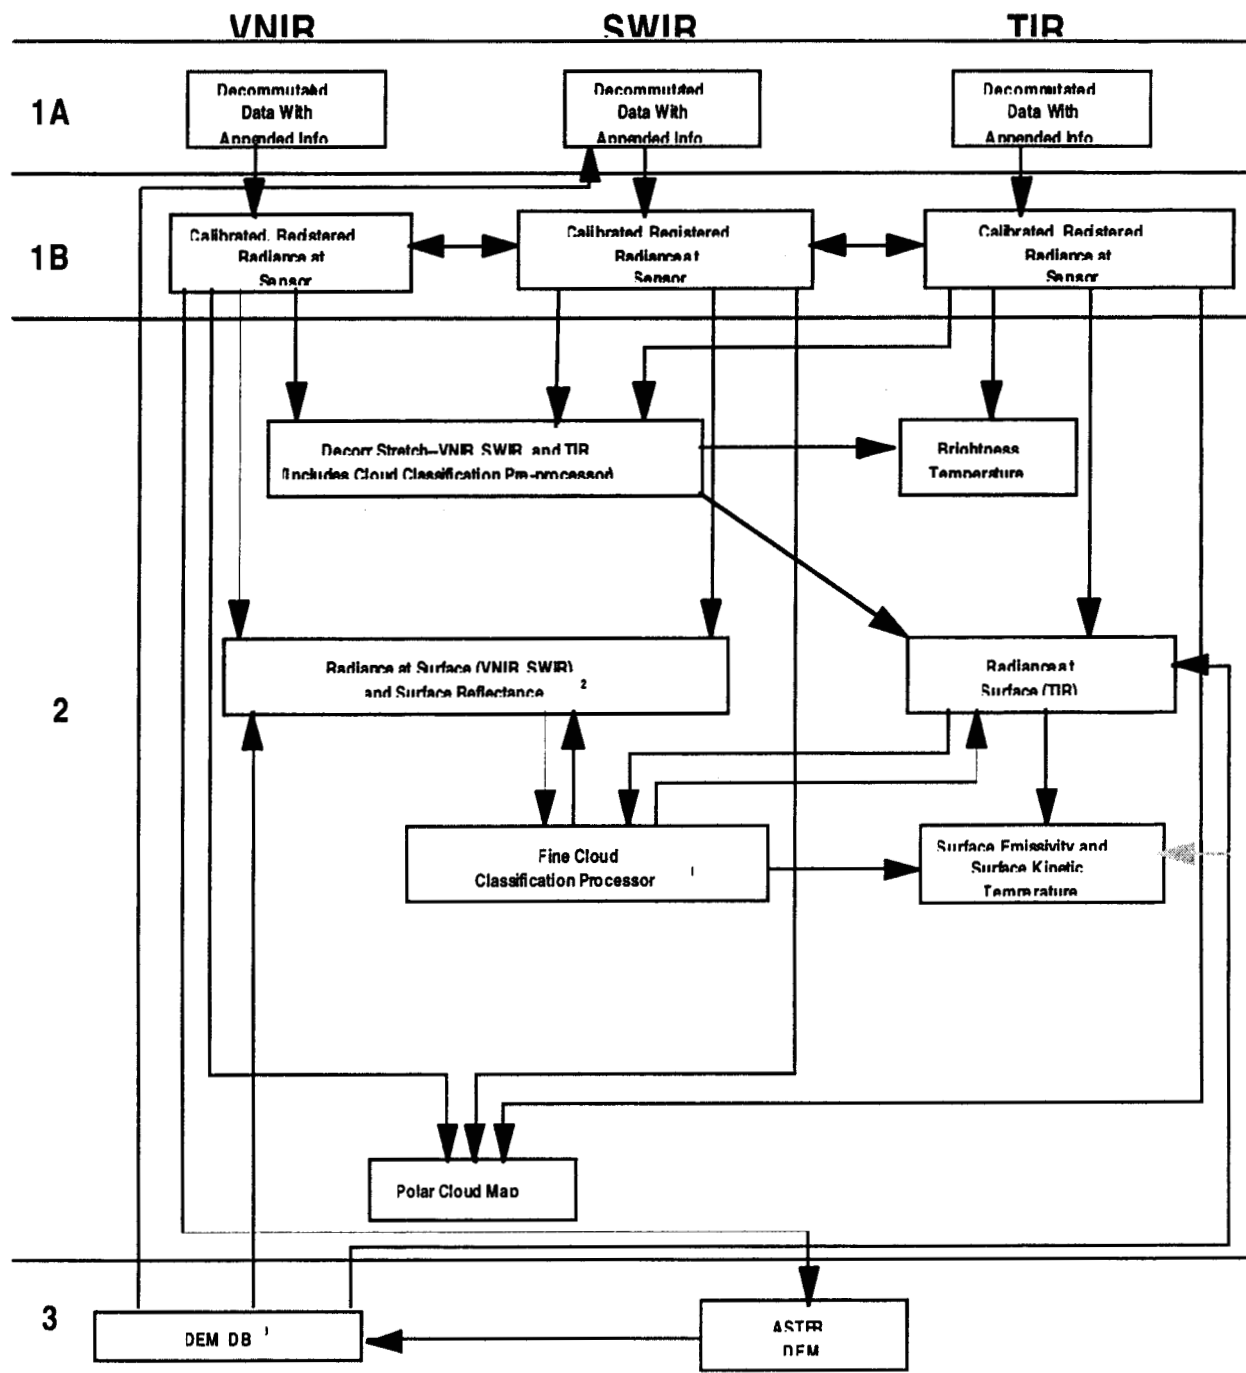 VNIR
SWIR
TIR
1A
Decommutated
Data With
Appended Info
Decommutated
Data With
Appended Info
Decommutated
Data With
Appended Info
1B
Calibrated, Registered
Radiance at
Sensor
Calibrated, Registered
Radiance at
Sensor
Calibrated, Registered
Radiance at
Sensor
2
Decorr Stretch–VNIR, SWIR, and TIR
(Includes Cloud Classification Pre-processor)
Brightness
Temperature
Radiance at Surface (VNIR, SWIR)
and Surface Reflectance 2
Radiance at
Surface (TIR)
Fine Cloud
Classification Processor 1
Surface Emissivity and
Surface Kinetic
Temperature
Polar Cloud Map
3
DEM DB
ASTER
DEM